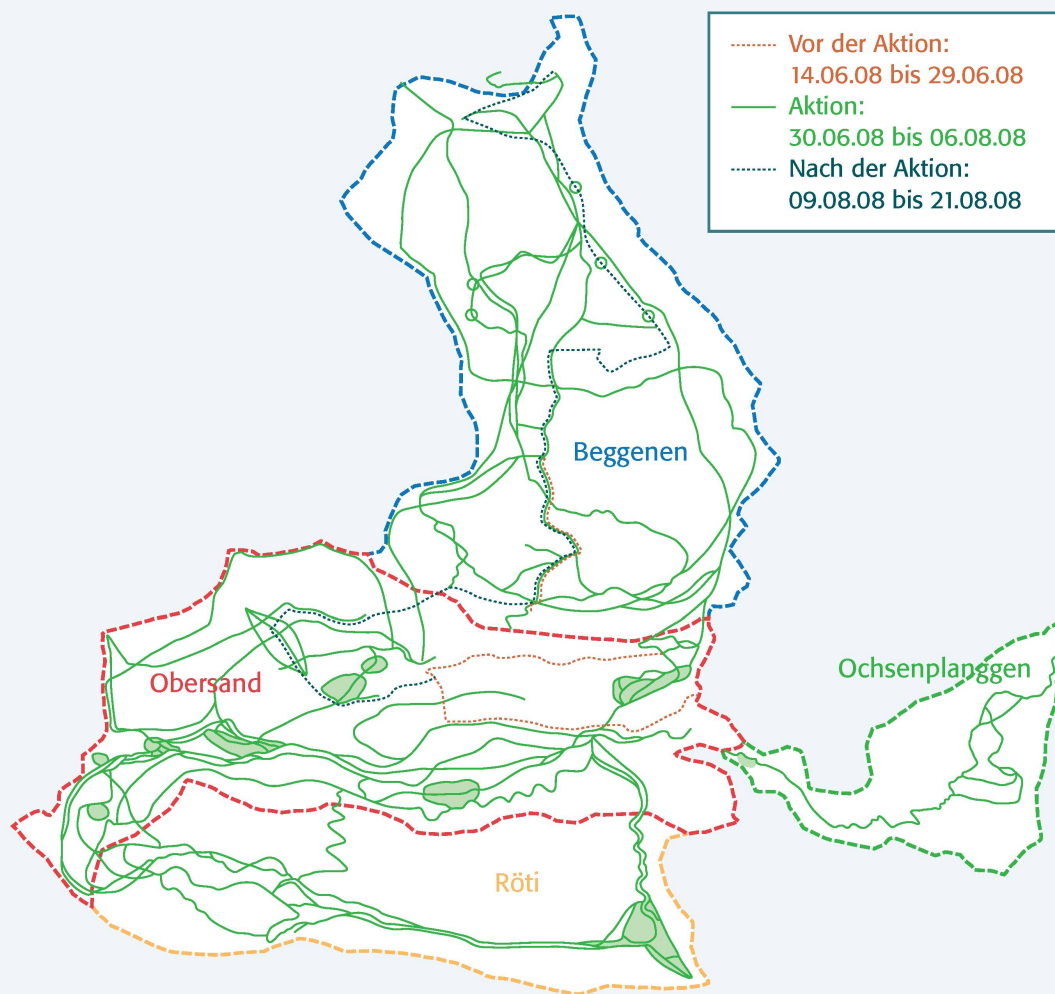 Vor der Aktion:
14.06.08 bis 29.06.08
Aktion:
30.06.08 bis 06.08.08
Nach der Aktion:
09.08.08 bis 21.08.08
Beggenen
Obersand
Ochsenplanggen
Röti